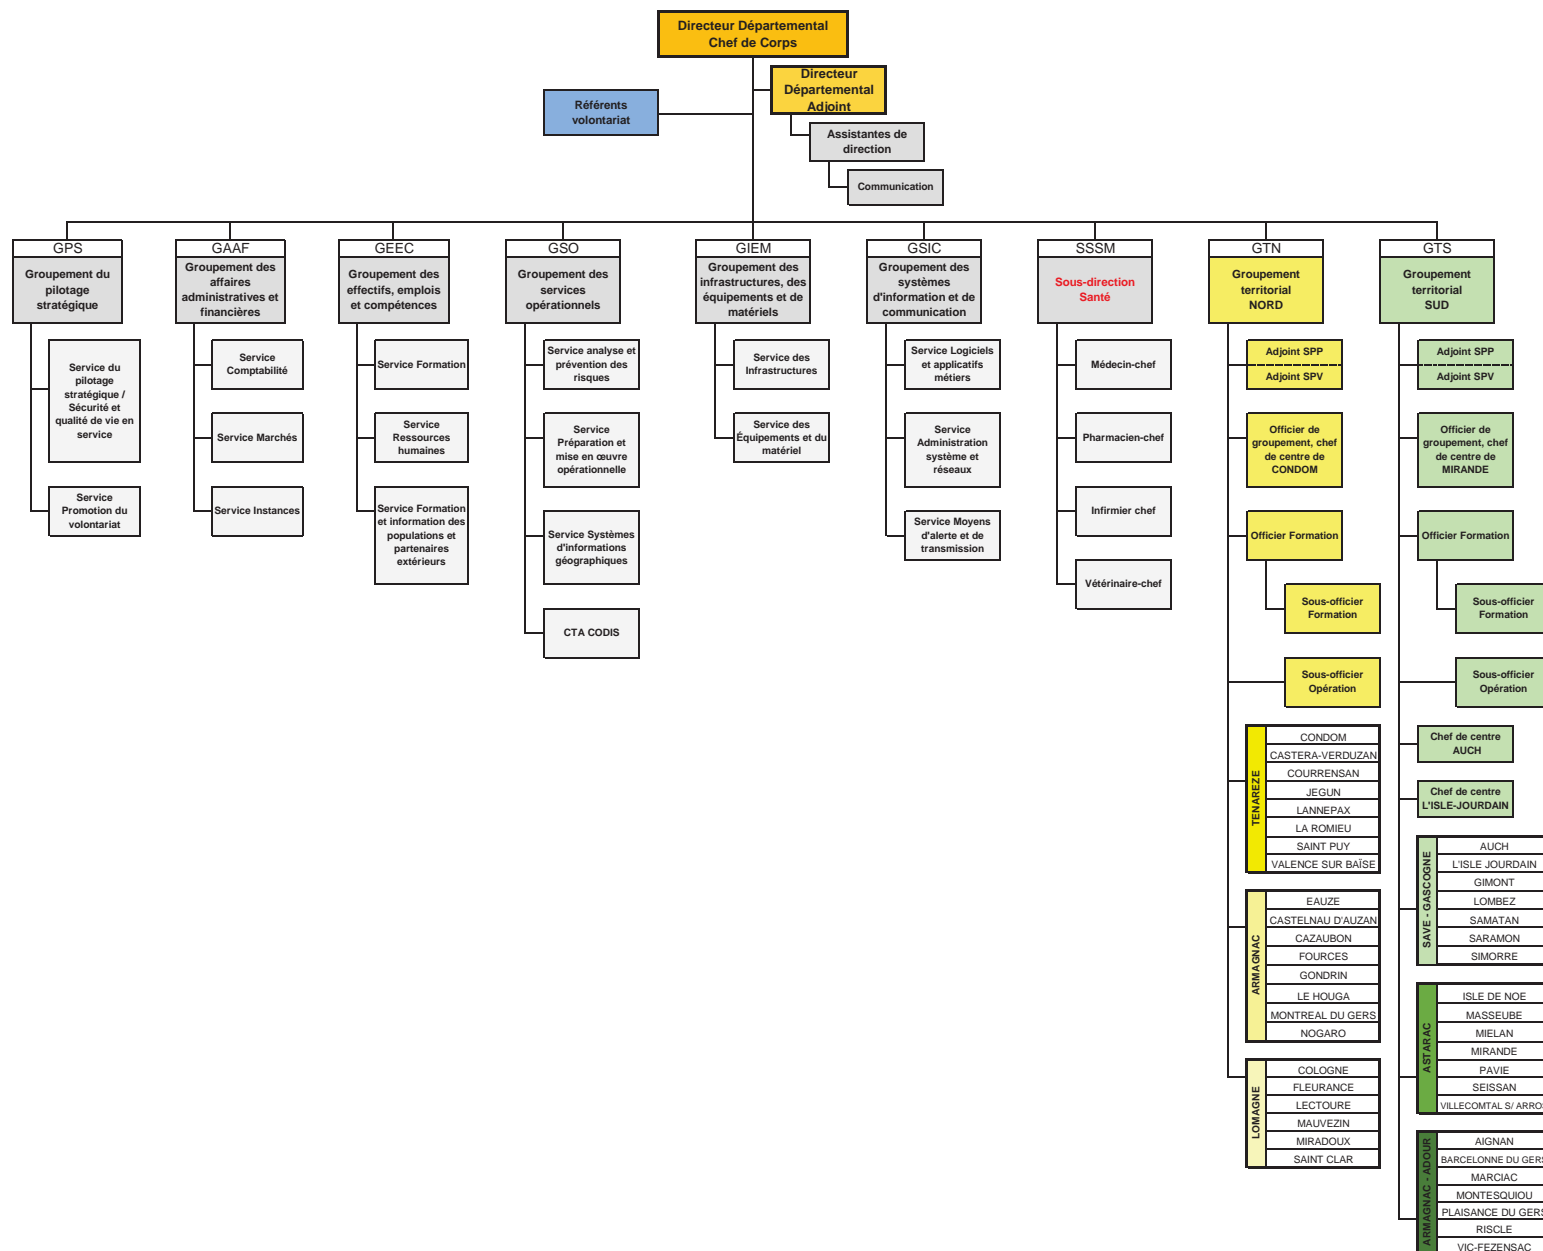 Directeur Départemental
Chef de Corps
Directeur
Départemental
Adjoint
Référents
volontariat
Assistantes de
direction
Communication
GPS
Groupement du
pilotage
stratégique
Service du
pilotage
stratégique /
Sécurité et
qualité de vie en
service
Service
Promotion du
volontariat
GAAF
Groupement des
affaires
administratives et
financières
Service
Comptabilité
Service Marchés
Service Instances
GEEC
Groupement des
effectifs, emplois
et compétences
Service Formation
Service
Ressources
humaines
Service Formation
et information des
populations et
partenaires
extérieurs
GSO
Groupement des
services
opérationnels
Service analyse et
prévention des
risques
Service
Préparation et
mise en œuvre
opérationnelle
Service Systèmes
d'informations
géographiques
CTA CODIS
GIEM
Groupement des
infrastructures, des
équipements et de
matériels
Service des
Infrastructures
Service des
Équipements et du
matériel
GSIC
Groupement des
systèmes
d'information et de
communication
Service Logiciels
et applicatifs
métiers
Service
Administration
système et
réseaux
Service Moyens
d'alerte et de
transmission
SSSM
Sous-direction
Santé
Médecin-chef
Pharmacien-chef
Infirmier chef
Vétérinaire-chef
GTN
Groupement
territorial
NORD
Adjoint SPP
Adjoint SPV
Officier de
groupement, chef
de centre de
CONDOM
Officier Formation
Sous-officier
Formation
Sous-officier
Opération
TENAREZE
CONDOM
CASTERA-VERDUZAN
COURRENSAN
JEGUN
LANNEPAX
LA ROMIEU
SAINT PUY
VALENCE SUR BAÏSE
ARMAGNAC
EAUZE
CASTELNAU D'AUZAN
CAZAUBON
FOURCES
GONDRIN
LE HOUGA
MONTREAL DU GERS
NOGARO
LOMAGNE
COLOGNE
FLEURANCE
LECTOURE
MAUVEZIN
MIRADOUX
SAINT CLAR
GTS
Groupement
territorial
SUD
Adjoint SPP
Adjoint SPV
Officier de
groupement, chef
de centre de
MIRANDE
Officier Formation
Sous-officier
Formation
Sous-officier
Opération
Chef de centre
AUCH
Chef de centre
L'ISLE-JOURDAIN
SAVE - GASCOGNE
AUCH
L'ISLE JOURDAIN
GIMONT
LOMBEZ
SAMATAN
SARAMON
SIMORRE
ASTARAC
ISLE DE NOE
MASSEUBE
MIELAN
MIRANDE
PAVIE
SEISSAN
VILLECOMTAL S/ ARROS
ARMAGNAC - ADOUR
AIGNAN
BARCELONNE DU GERS
MARCIAC
MONTESQUIOU
PLAISANCE DU GERS
RISCLE
VIC-FEZENSAC